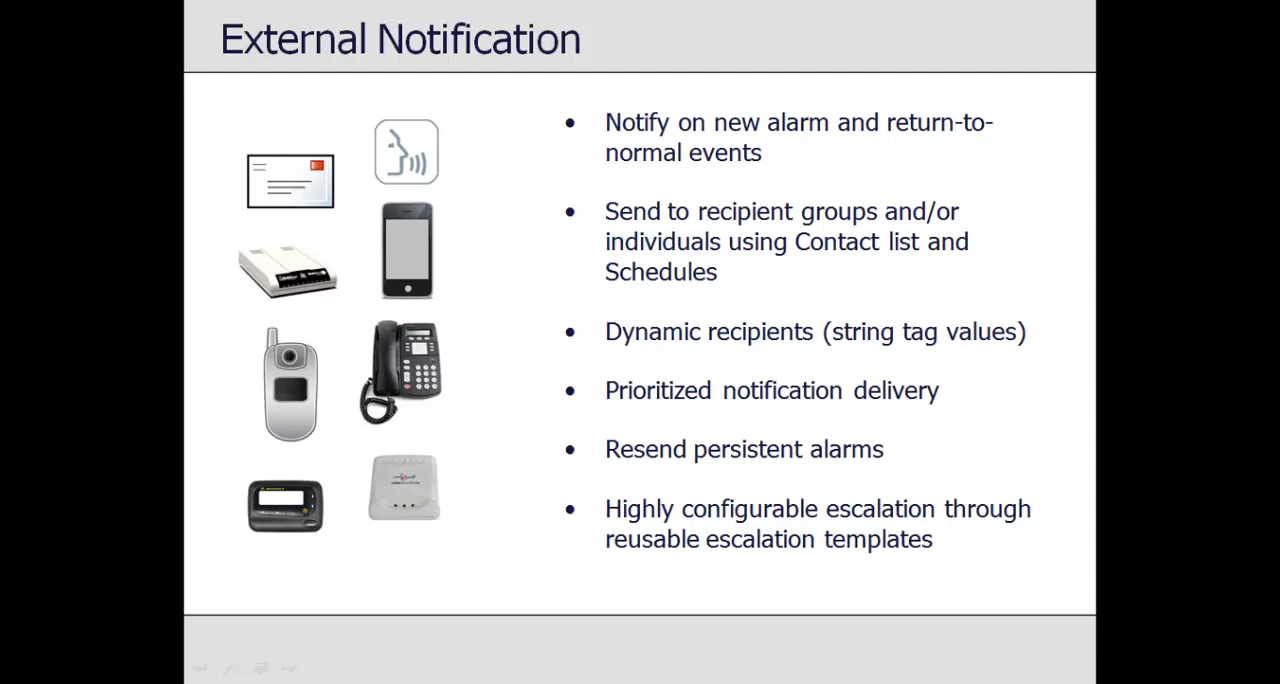 External Notification
• Notify on new alarm and return-to-
normal events
• Send to recipient groups and/or
individuals using Contact list and
Schedules
• Dynamic recipients (string tag values)
• Prioritized notification delivery
• Resend persistent alarms
• Highly configurable escalation through
reusable escalation templates